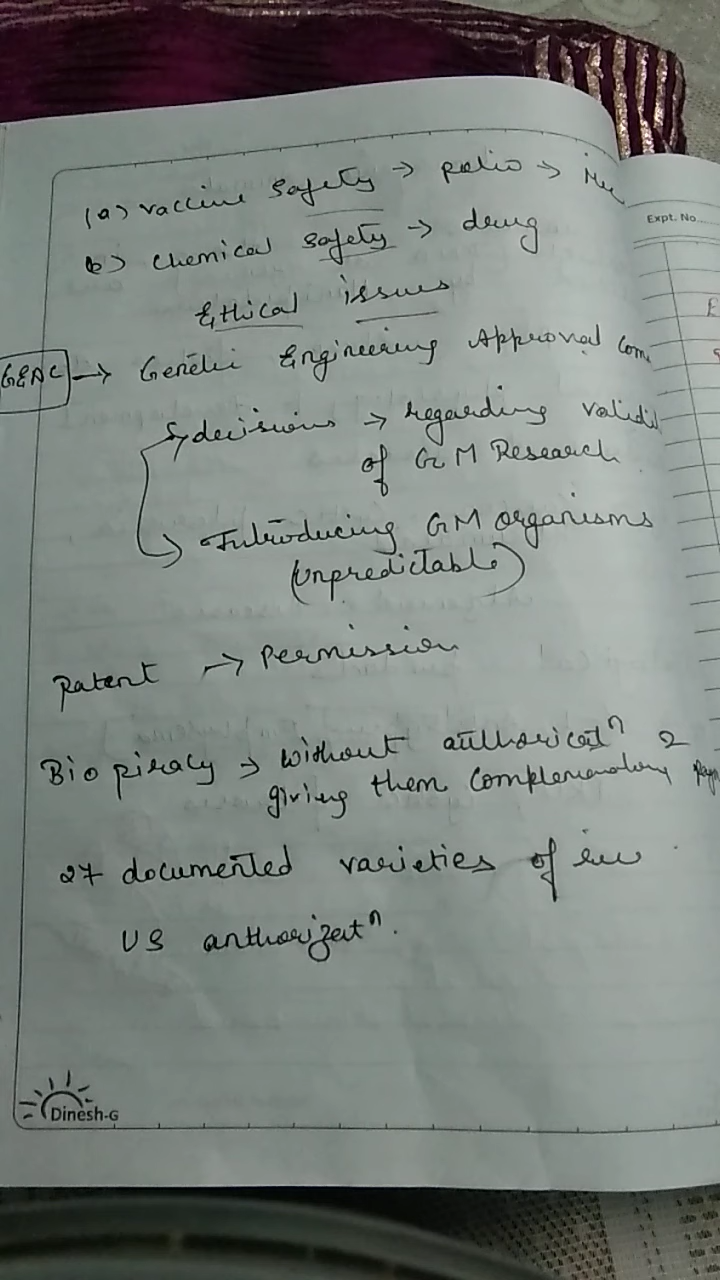 (a) vaccine safety → polio →
b) chemical safety → drug
Ethical issues
GEAC → Genetic Engineering Approval Com
↳ decisions → regarding validi
of GM Research
↳ Introducing GM organisms
(unpredictable)
Patent → Permission
Bio piracy → without authorizatⁿ &
giving them
27 documented varieties of
US authorizatⁿ.
Dinesh-G
Expt. No.....